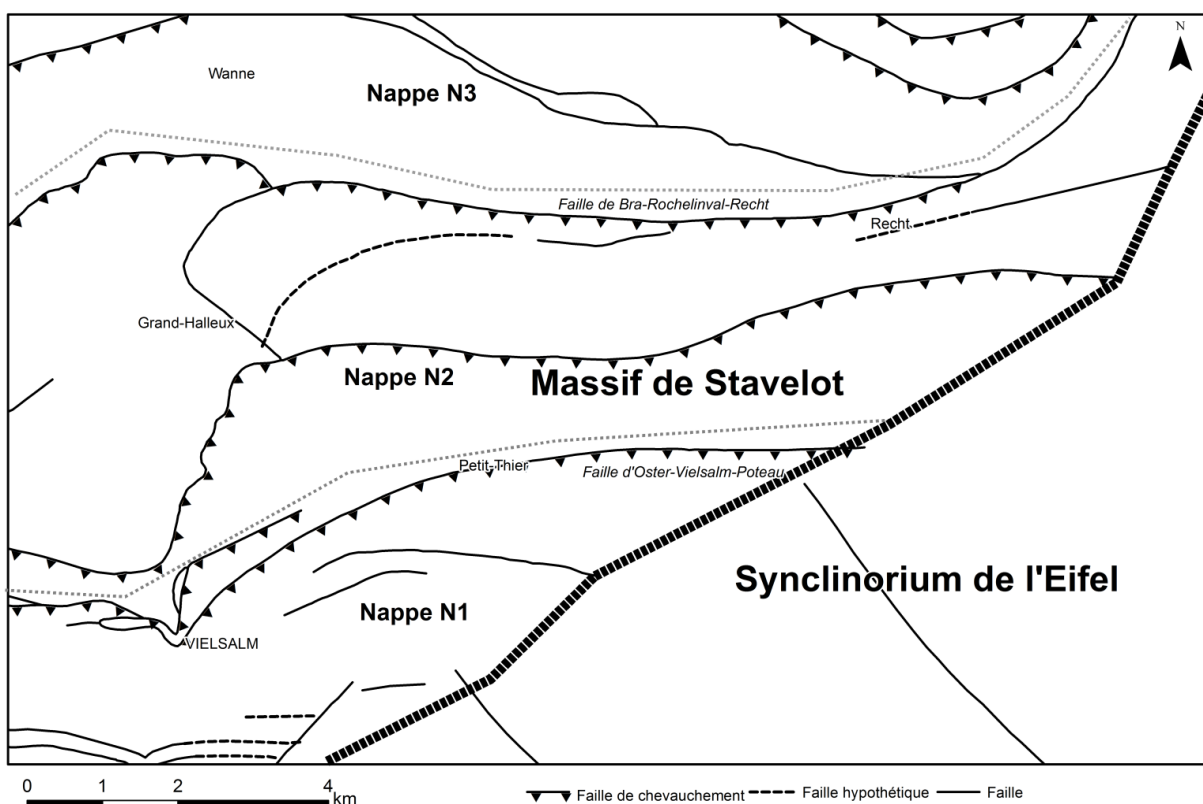 N
Wanne
Nappe N3
Faille de Bra-Rochelinval-Recht
Recht
Grand-Halleux
Nappe N2
Massif de Stavelot
Petit-Thier
Faille d'Oster-Vielsalm-Poteau
Synclinorium de l'Eifel
Nappe N1
VIELSALM
0 1 2 4
km
Faille de chevauchement Faille hypothétique Faille